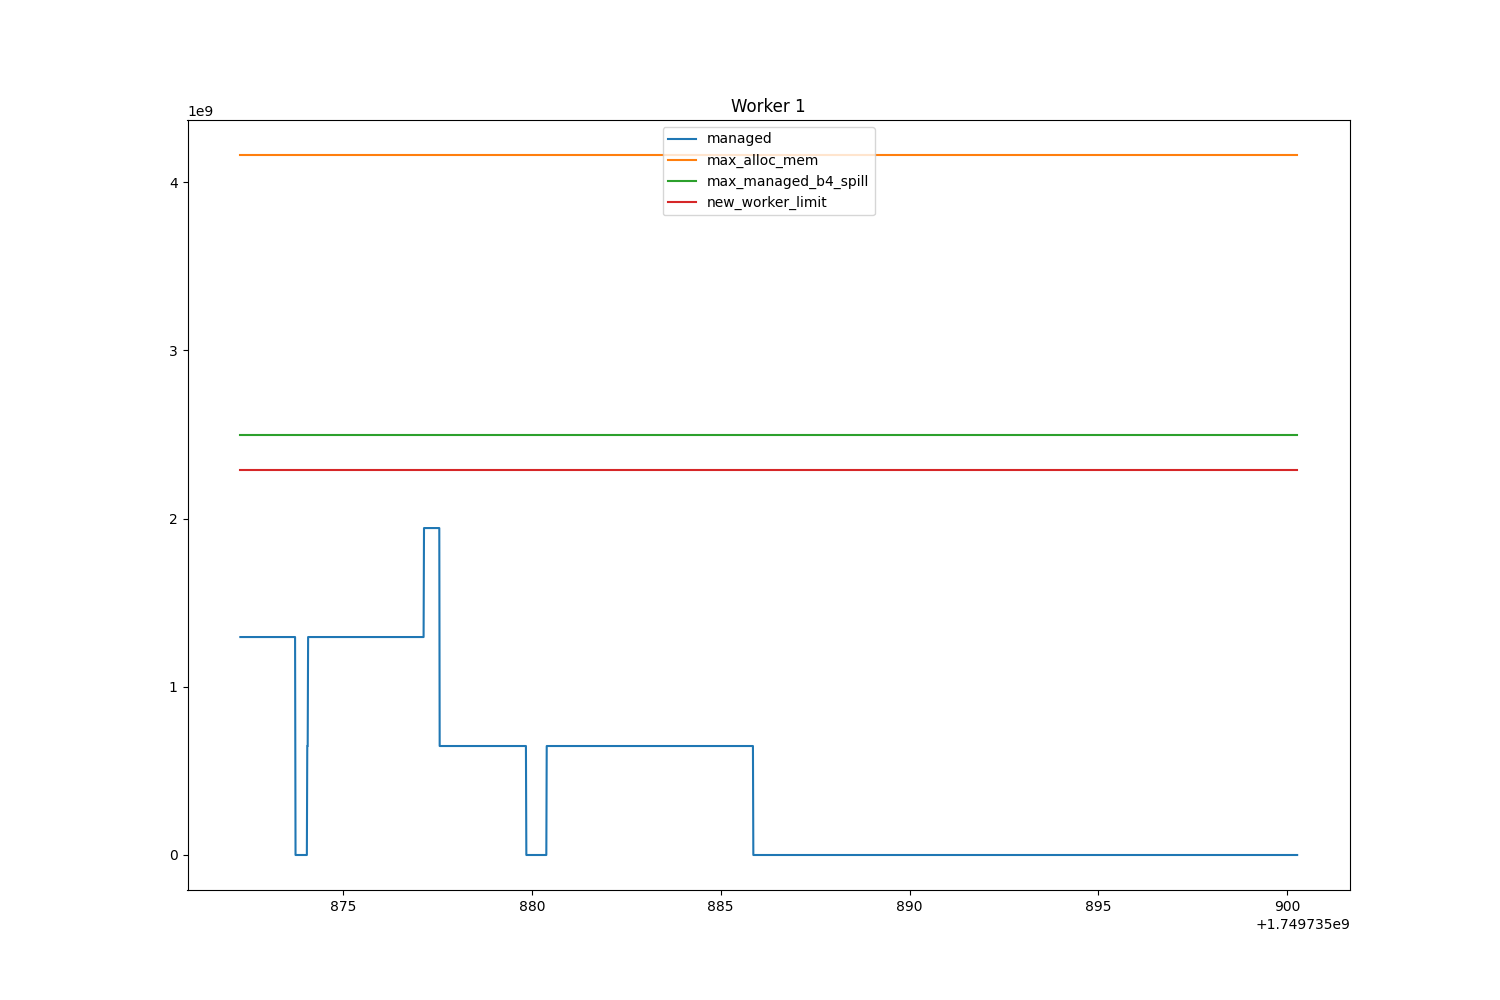 Worker 1
1e9
managed
max_alloc_mem
max_managed_b4_spill
new_worker_limit
4
3
2
1
0
875 880 885 890 895 900
+1.749735e9